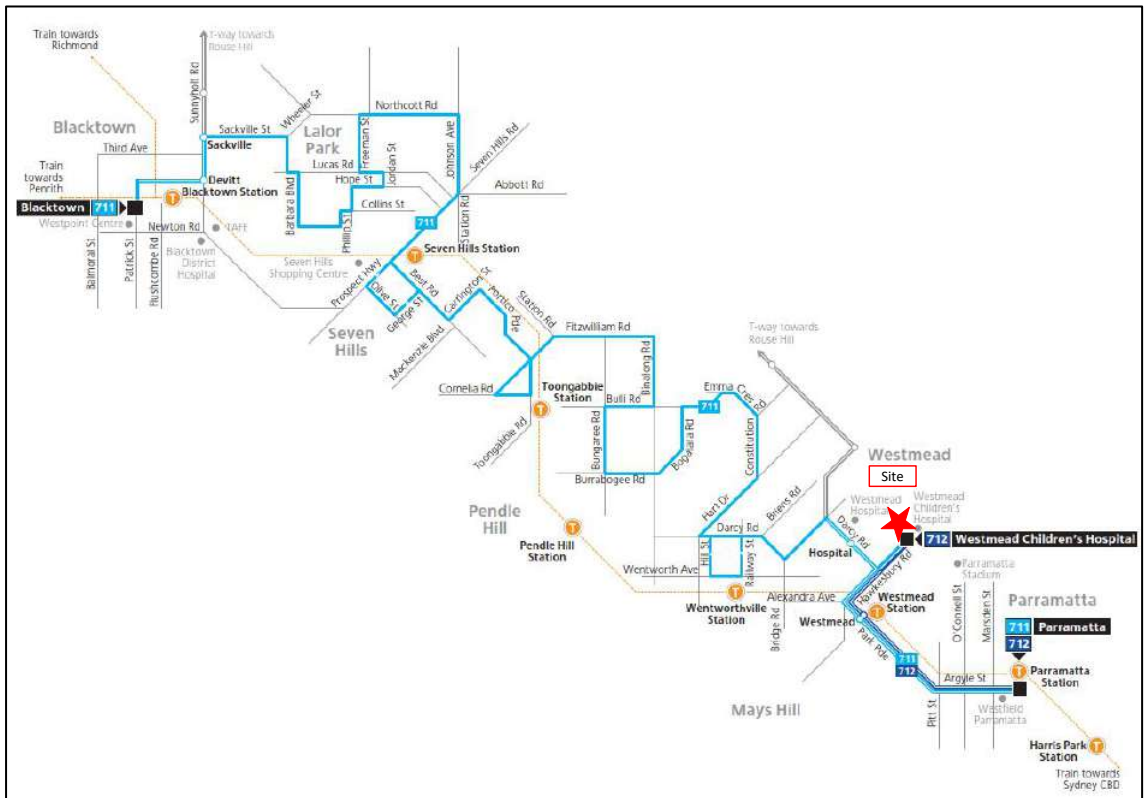 Train towards
Richmond
T-way towards
Rouse Hill
Sunnyholt Rd
Blacktown
Third Ave
Train
towards
Penrith
Sackville St
Sackville
Wheeler St
Lalor
Park
Northcott Rd
Freeman St
Johnson Ave
Seven Hills Rd
Lucas Rd
Hope St
Jordan St
Abbott Rd
Devitt
Blacktown Station
T
Blacktown 711
Westpoint Centre
Newton Rd
TAFE
Blacktown
District
Hospital
Balmoral St
Patrick St
Rushcombe Rd
Barbara Blvd
Phillip St
Collins St
711
Station Rd
T
Seven Hills Station
Seven Hills
Shopping Centre
Prospect Hwy
Olive St
George St
Best Rd
Carrington St
Portico Pde
Station Rd
Seven
Hills
Mackenzie Blvd
Cornelia Rd
Toongabbie Rd
Fitzwilliam Rd
Binalong Rd
Toongabbie
Station
T
Bulli Rd
Bungaree Rd
Burrabogee Rd
Bogalara Rd
711
Emma
Cres
Rd
Constitution
T-way towards
Rouse Hill
Hart Dr
Briens Rd
Pendle
Hill
T
Pendle Hill
Station
Darcy Rd
Hill St
Railway St
Wentworth Ave
T
Wentworthville
Station
Bridge Rd
Alexandra Ave
Westmead
Site
Westmead
Hospital
Westmead
Children's
Hospital
Darcy Rd
Hospital
712 Westmead Children's Hospital
Hawkesbury Rd
T
Westmead
Station
Westmead
Park Pde
711
712
Parramatta
Stadium
O'Connell St
Marsden St
Parramatta
711 Parramatta
712
T
Parramatta
Station
Argyle St
Pitt St
Westfield
Parramatta
Mays Hill
Harris Park
Station
T
Train towards
Sydney CBD